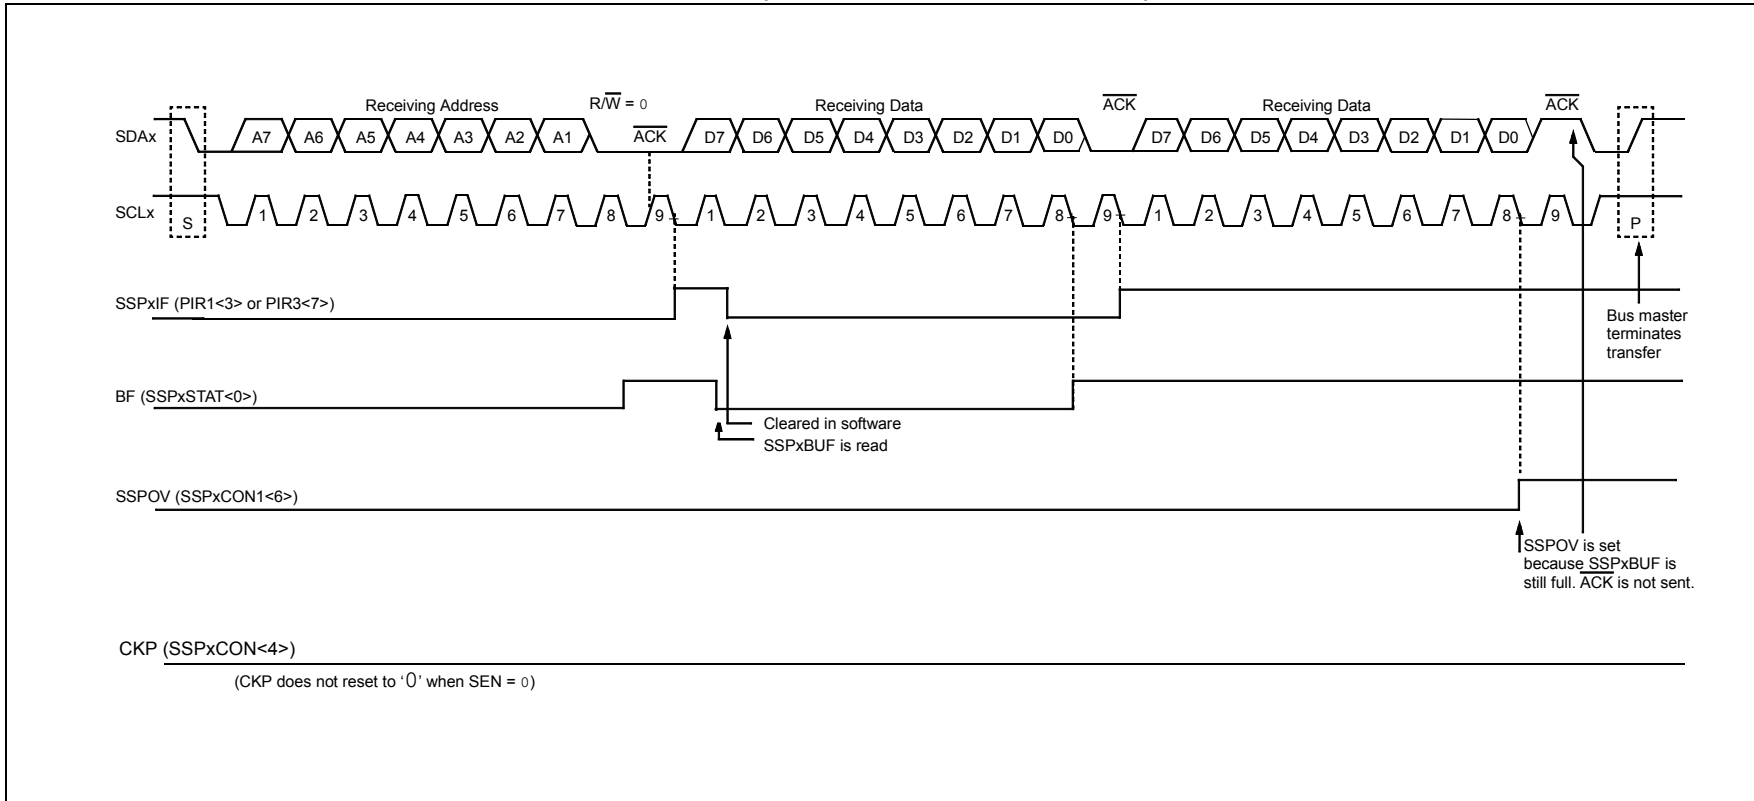 Receiving Address R/W = 0 Receiving Data ACK Receiving Data ACK
SDAx A7 A6 A5 A4 A3 A2 A1 ACK D7 D6 D5 D4 D3 D2 D1 D0 D7 D6 D5 D4 D3 D2 D1 D0
SCLx S 1 2 3 4 5 6 7 8 9 1 2 3 4 5 6 7 8 9 1 2 3 4 5 6 7 8 9 P
SSPxIF (PIR1<3> or PIR3<7>)
Bus master
terminates
transfer
BF (SSPxSTAT<0>)
Cleared in software
SSPxBUF is read
SSPOV (SSPxCON1<6>)
SSPOV is set
because SSPxBUF is
still full. ACK is not sent.
CKP (SSPxCON<4>)
(CKP does not reset to ‘0’ when SEN = 0)